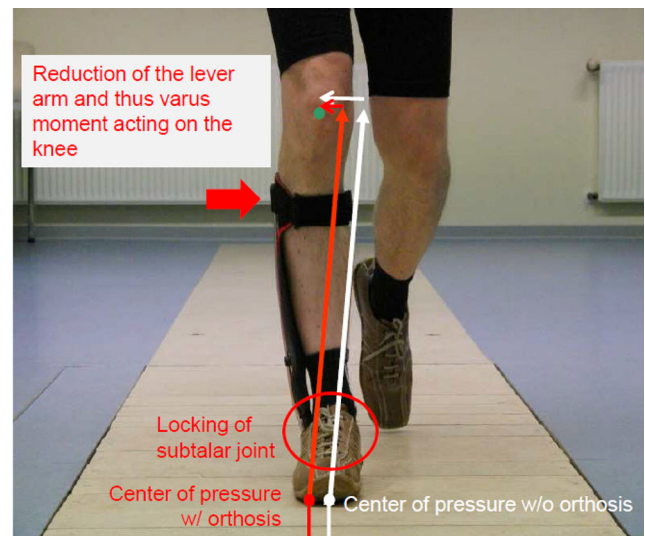 Reduction of the lever
arm and thus varus
moment acting on the
knee
Locking of
subtalar joint
Center of pressure
w/ orthosis
Center of pressure w/o orthosis